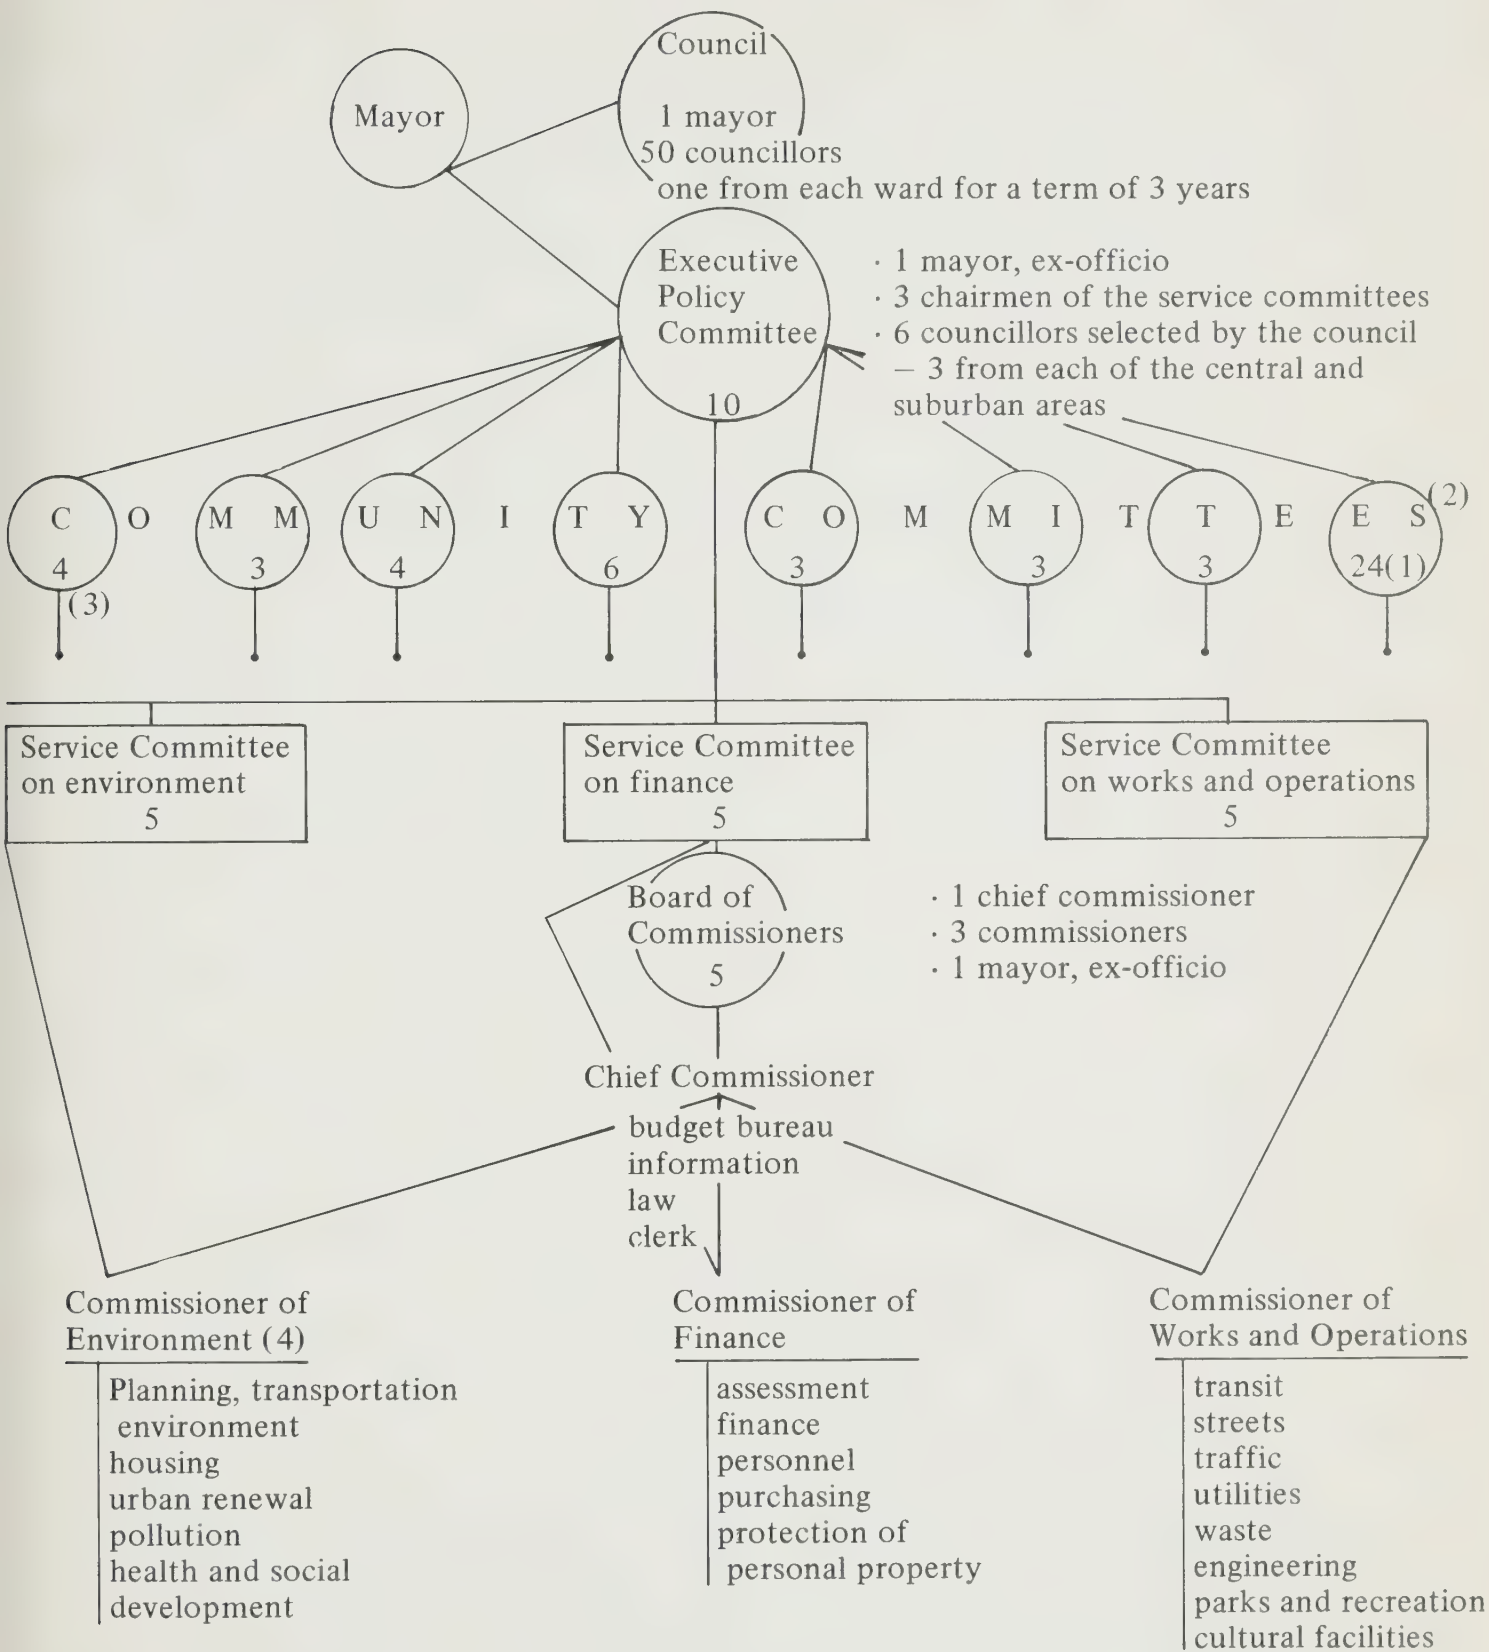 Council
Mayor
1 mayor
50 councillors
one from each ward for a term of 3 years
Executive
Policy
Committee
10
· 1 mayor, ex-officio
· 3 chairmen of the service committees
· 6 councillors selected by the council
– 3 from each of the central and
suburban areas
C O M M U N I T Y C O M M I T T E E S (2)
4 3 4 6 3 3 3 24(1)
(3)
Service Committee
on environment
5
Service Committee
on finance
5
Service Committee
on works and operations
5
Board of
Commissioners
5
· 1 chief commissioner
· 3 commissioners
· 1 mayor, ex-officio
Chief Commissioner
budget bureau
information
law
clerk
Commissioner of
Environment (4)
Planning, transportation
environment
housing
urban renewal
pollution
health and social
development
Commissioner of
Finance
assessment
finance
personnel
purchasing
protection of
personal property
Commissioner of
Works and Operations
transit
streets
traffic
utilities
waste
engineering
parks and recreation
cultural facilities